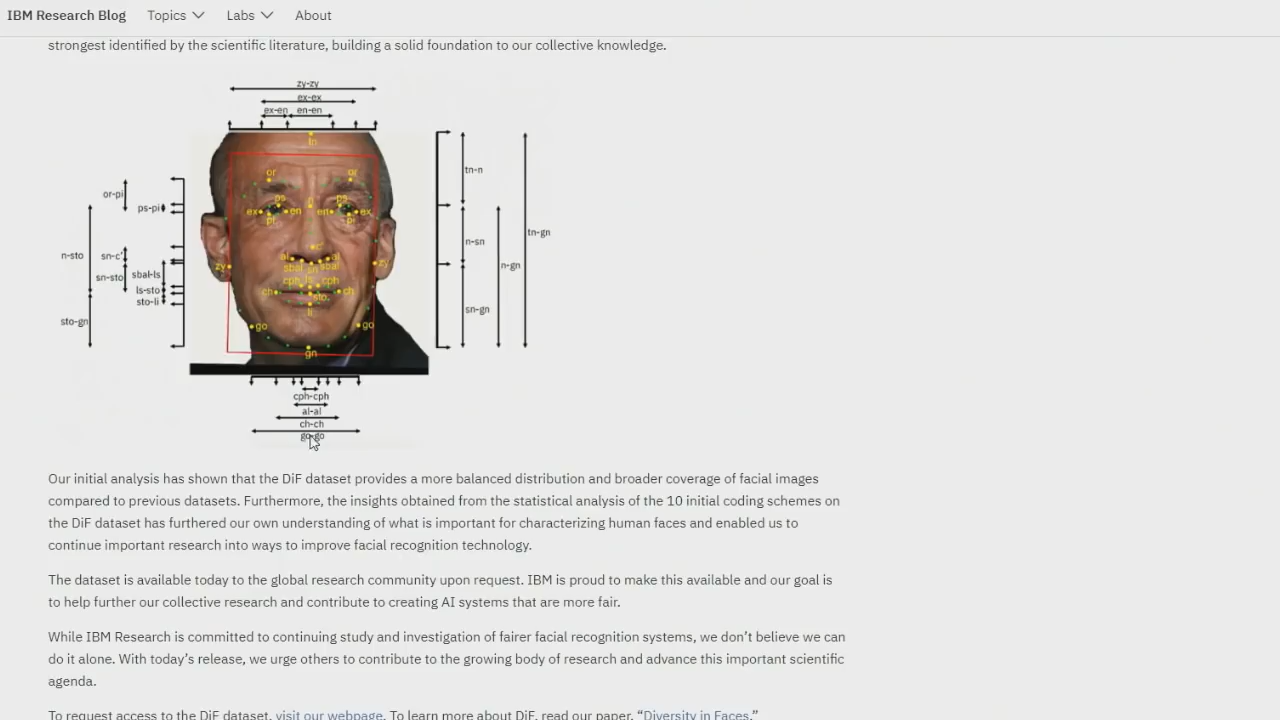 IBM Research Blog Topics Labs About
strongest identified by the scientific literature, building a solid foundation to our collective knowledge.
zy-zy
ex-ex
ex-en en-en
tn
or or
tn-n
or-pi
ps-pi
ps ps
n
ex en en ex
pi pi
tn-gn
n-sn
n-sto
sn-c'
c'
al al
sbal sn sbal
zy zy
n-gn
sn-sto
sbal-ls
cph ls cph
ls-sto
ch sto ch
sto-li
li
sn-gn
sto-gn
go go
gn
cph-cph
al-al
ch-ch
go-go
Our initial analysis has shown that the DiF dataset provides a more balanced distribution and broader coverage of facial images
compared to previous datasets. Furthermore, the insights obtained from the statistical analysis of the 10 initial coding schemes on
the DiF dataset has furthered our own understanding of what is important for characterizing human faces and enabled us to
continue important research into ways to improve facial recognition technology.
The dataset is available today to the global research community upon request. IBM is proud to make this available and our goal is
to help further our collective research and contribute to creating AI systems that are more fair.
While IBM Research is committed to continuing study and investigation of fairer facial recognition systems, we don't believe we can
do it alone. With today's release, we urge others to contribute to the growing body of research and advance this important scientific
agenda.
To request access to the DiF dataset, visit our webpage. To learn more about DiF, read our paper, "Diversity in Faces."